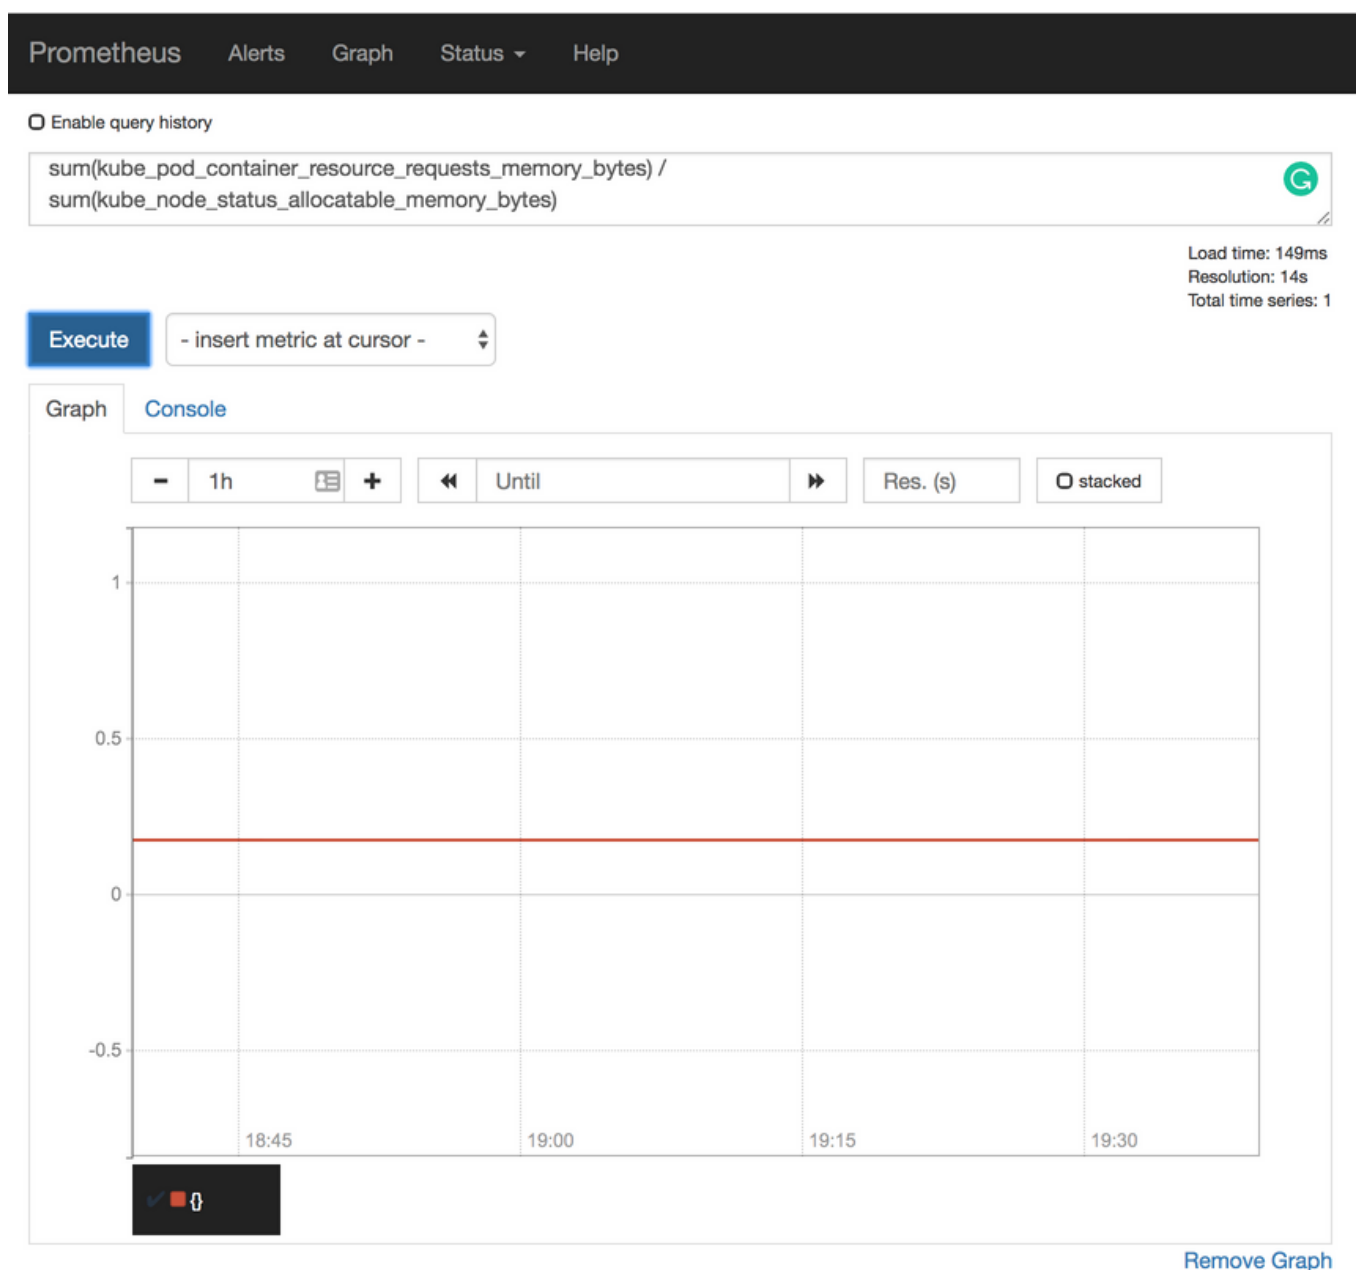 Prometheus Alerts Graph Status Help
Enable query history
sum(kube_pod_container_resource_requests_memory_bytes) /
sum(kube_node_status_allocatable_memory_bytes)
G
Load time: 149ms
Resolution: 14s
Total time series: 1
Execute - insert metric at cursor -
Graph Console
- 1h + Until Res. (s) stacked
1
0.5
0
-0.5
18:45 19:00 19:15 19:30
{}
Remove Graph